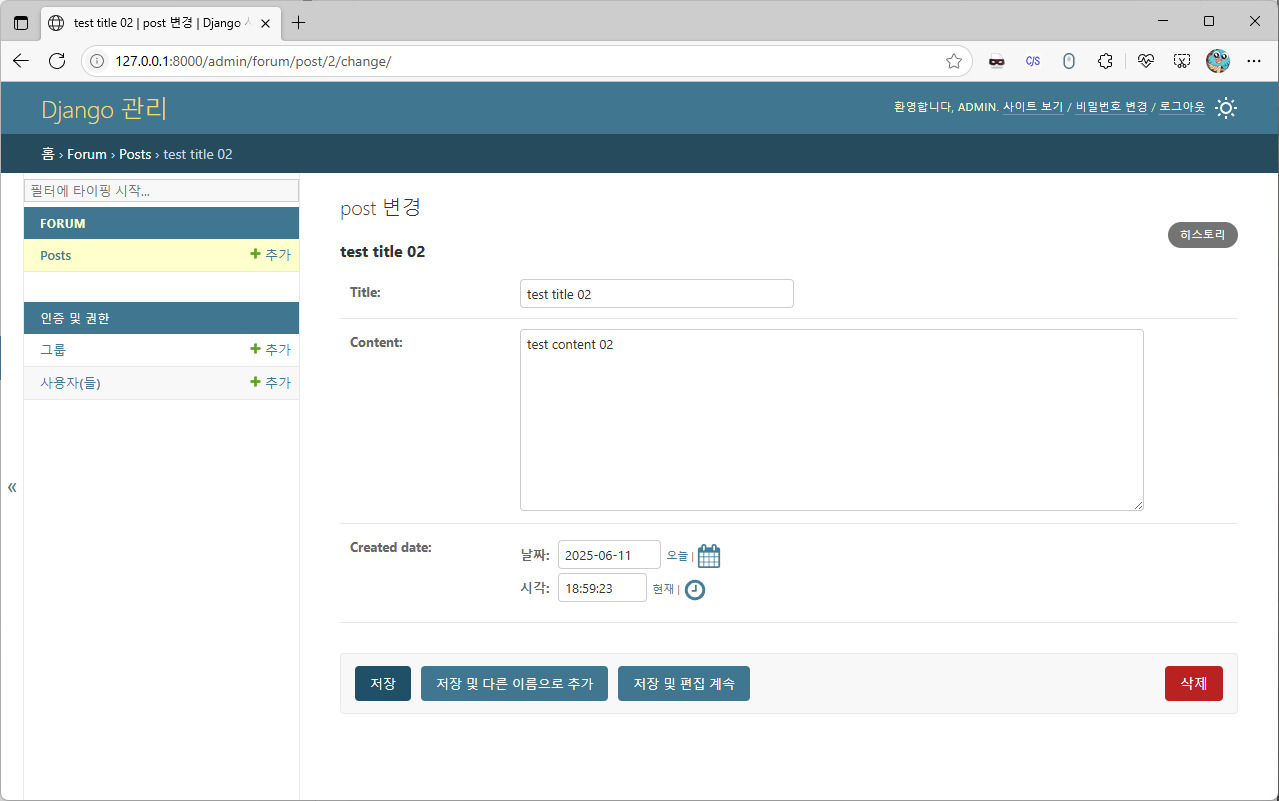 test title 02 | post 변경 | Django
127.0.0.1:8000/admin/forum/post/2/change/
C/S
Django 관리
환영합니다, ADMIN. 사이트 보기 / 비밀번호 변경 / 로그아웃
홈 › Forum › Posts › test title 02
필터에 타이핑 시작...
FORUM
Posts
추가
인증 및 권한
그룹
추가
사용자(들)
추가
«
post 변경
히스토리
test title 02
Title:
test title 02
Content:
test content 02
Created date:
날짜: 2025-06-11 오늘 |
시각: 18:59:23 현재 |
저장
저장 및 다른 이름으로 추가
저장 및 편집 계속
삭제